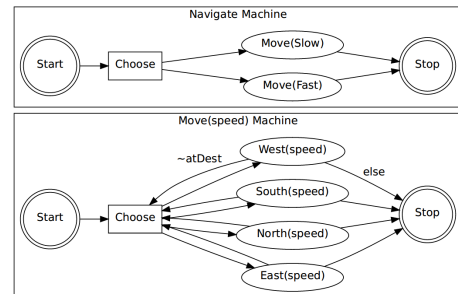 Navigate Machine
Start
Choose
Move(Slow)
Move(Fast)
Stop
Move(speed) Machine
~atDest
West(speed)
else
South(speed)
Start
Choose
Stop
North(speed)
East(speed)